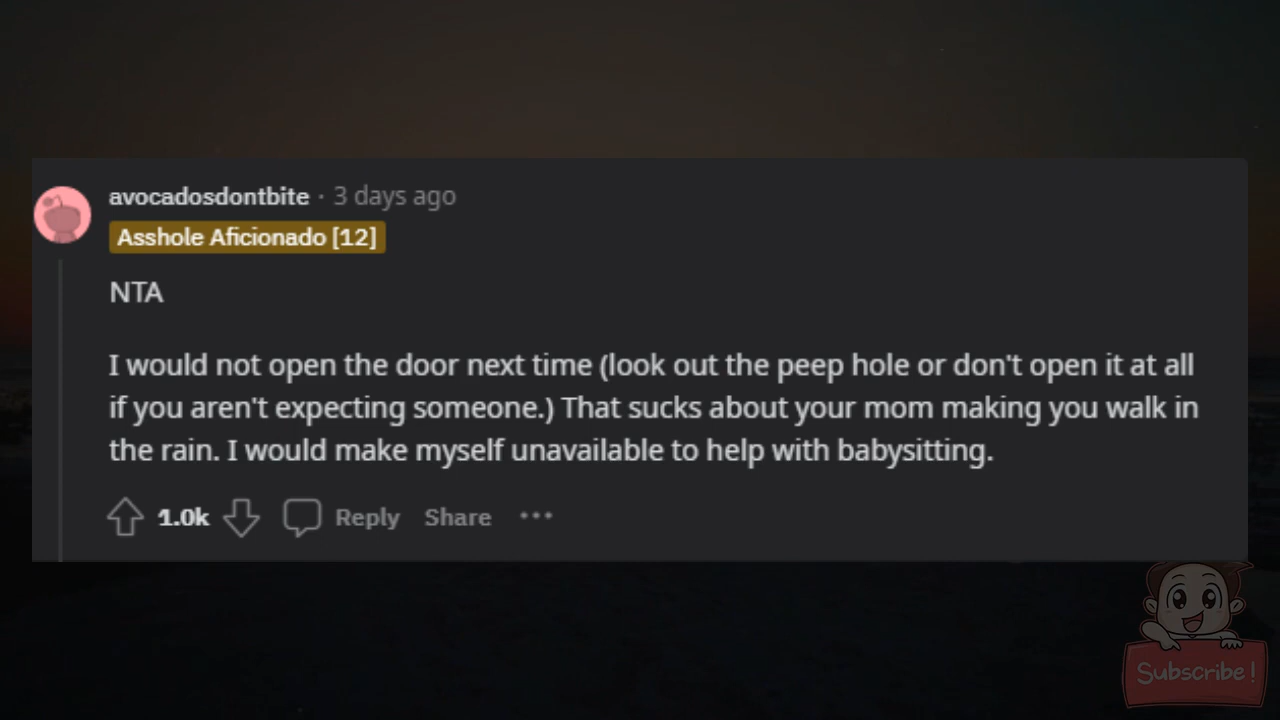 avocadosdontbite · 3 days ago
Asshole Aficionado [12]
NTA
I would not open the door next time (look out the peep hole or don't open it at all
if you aren't expecting someone.) That sucks about your mom making you walk in
the rain. I would make myself unavailable to help with babysitting.
1.0k Reply Share ···
Subscribe!